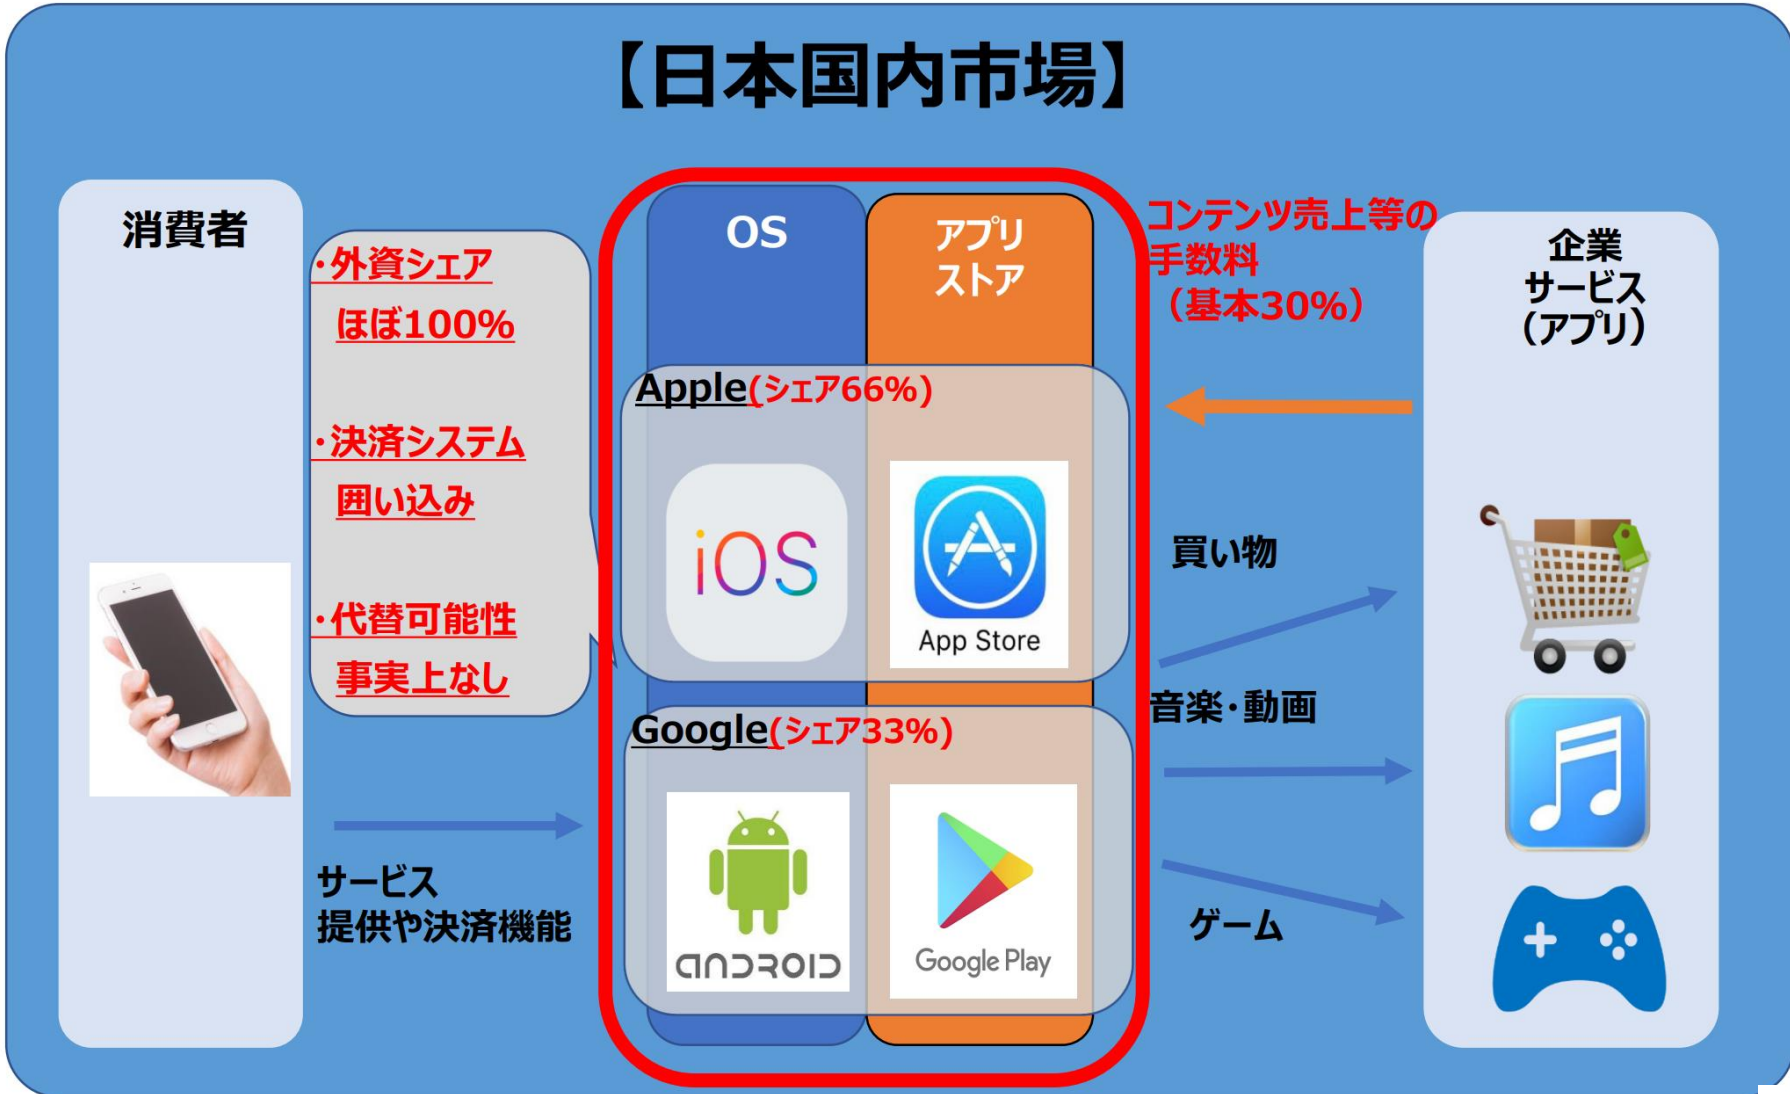 【日本国内市場】
消費者
・外資シェア
ほぼ100%
・決済システム
囲い込み
・代替可能性
事実上なし
サービス
提供や決済機能
OS
アプリ
ストア
Apple(シェア66%)
iOS
App Store
Google(シェア33%)
ANDROID
Google Play
コンテンツ売上等の
手数料
（基本30%）
買い物
音楽・動画
ゲーム
企業
サービス
(アプリ)